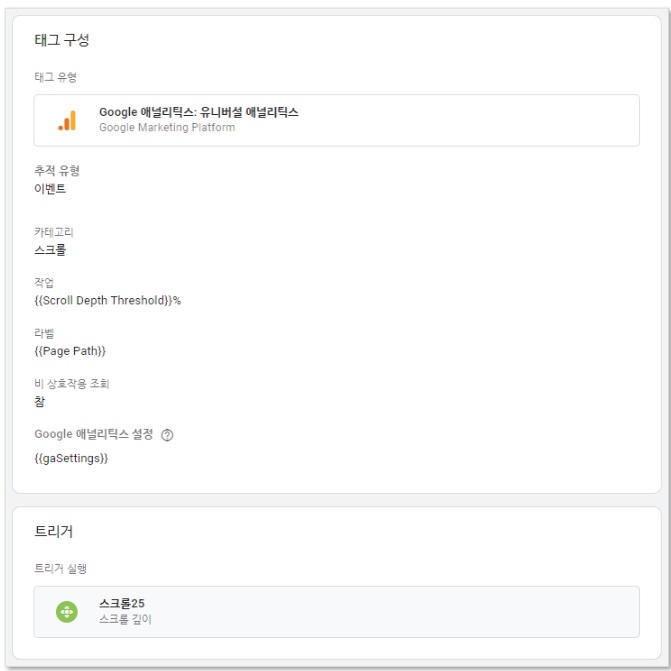 태그 구성
태그 유형
Google 애널리틱스: 유니버설 애널리틱스
Google Marketing Platform
추적 유형
이벤트
카테고리
스크롤
작업
{{Scroll Depth Threshold}}%
라벨
{{Page Path}}
비 상호작용 조회
참
Google 애널리틱스 설정 ?
{{gaSettings}}
트리거
트리거 실행
스크롤25
스크롤 깊이